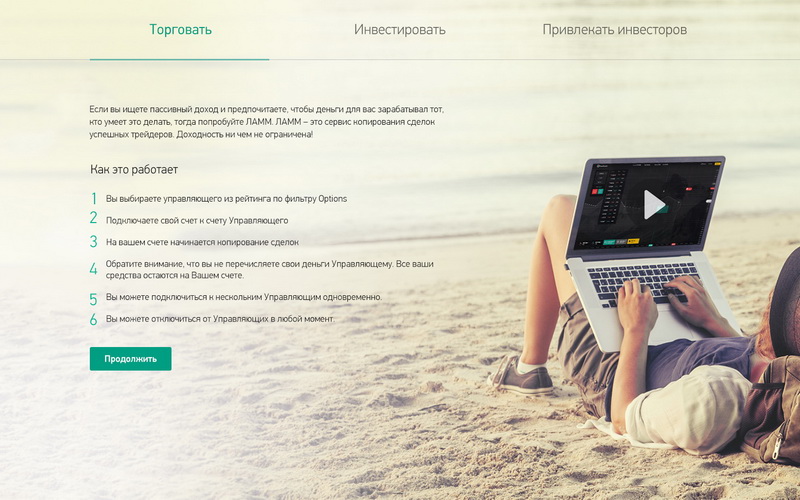 Торговать
Инвестировать
Привлекать инвесторов
Если вы ищете пассивный доход и предпочитаете, чтобы деньги для вас зарабатывал тот,
кто умеет это делать, тогда попробуйте ЛАММ. ЛАММ – это сервис копирования сделок
успешных трейдеров. Доходность ни чем не ограничена!
Как это работает
1 Вы выбираете управляющего из рейтинга по фильтру Options
2 Подключаете свой счет к счету Управляющего
3 На вашем счете начинается копирование сделок
4 Обратите внимание, что вы не перечисляете свои деньги Управляющему. Все ваши
средства остаются на Вашем счете.
5 Вы можете подключиться к нескольким Управляющим одновременно.
6 Вы можете отключиться от Управляющих в любой момент.
Продолжить